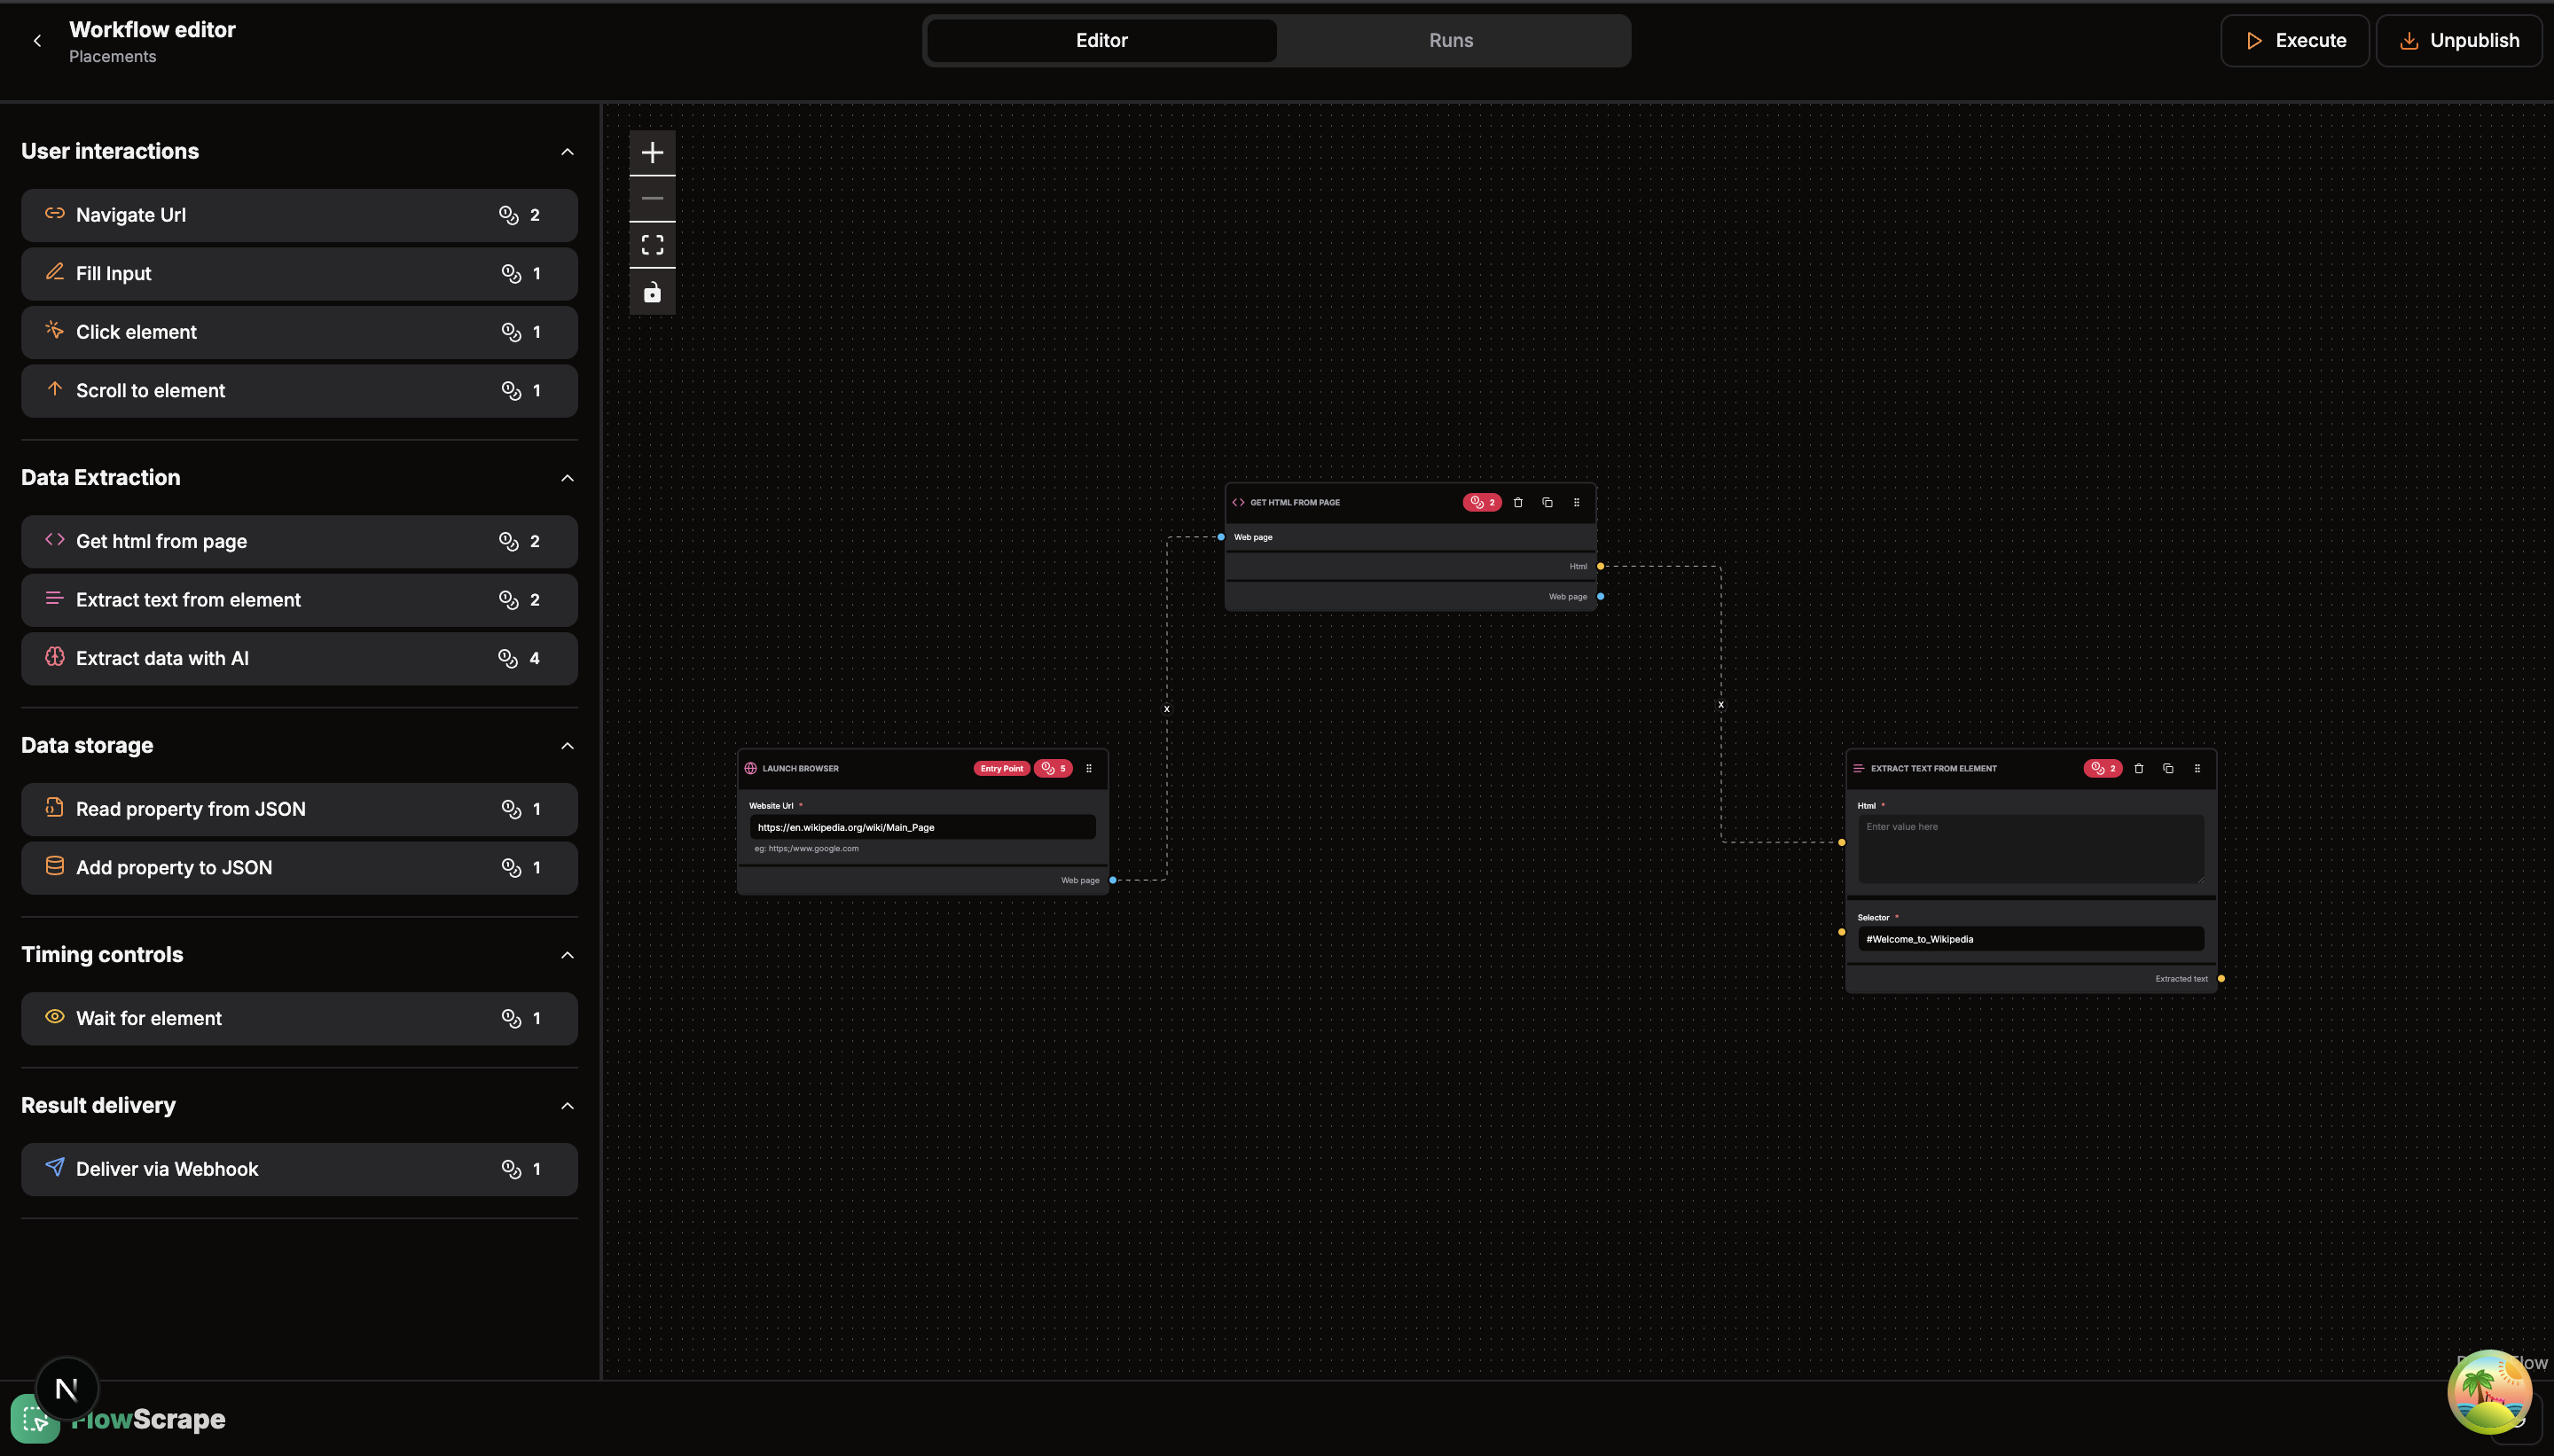 Workflow editor
Placements
Editor
Runs
Execute
Unpublish
User interactions
Navigate Url 2
Fill Input 1
Click element 1
Scroll to element 1
Data Extraction
Get html from page 2
Extract text from element 2
Extract data with AI 4
Data storage
Read property from JSON 1
Add property to JSON 1
Timing controls
Wait for element 1
Result delivery
Deliver via Webhook 1
GET HTML FROM PAGE 2
Web page
Html
Web page
X
X
LAUNCH BROWSER Entry Point 5
Website Url *
https://en.wikipedia.org/wiki/Main_Page
eg: https;/www.google.com
Web page
EXTRACT TEXT FROM ELEMENT 2
Html *
Enter value here
Selector *
#Welcome_to_Wikipedia
Extracted text
N
FlowScrape